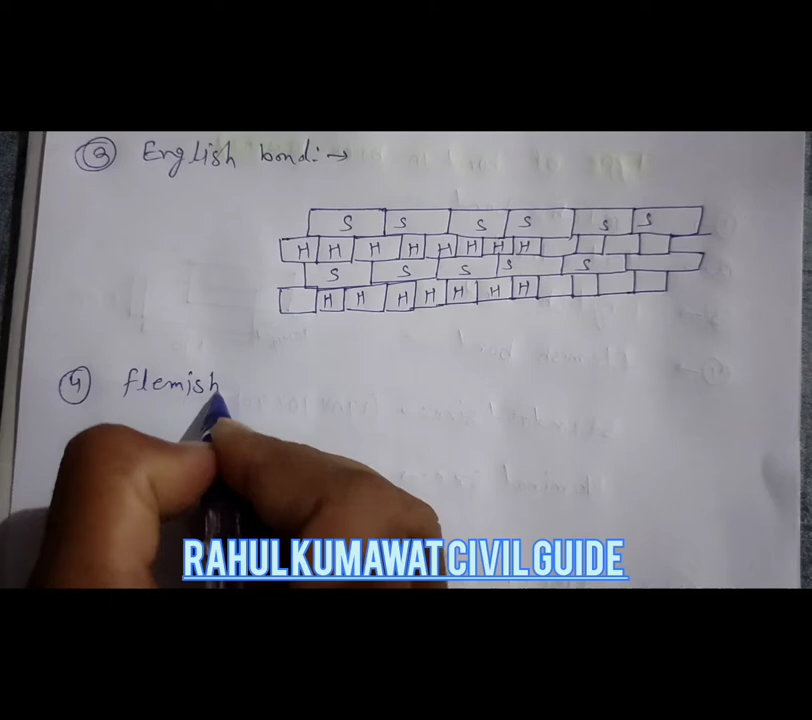 ③ English bond:→
S S S S S S
H H H H H H H H
S S S S S
H H H H H H H
④ flemish
RAHUL KUMAWAT CIVIL GUIDE